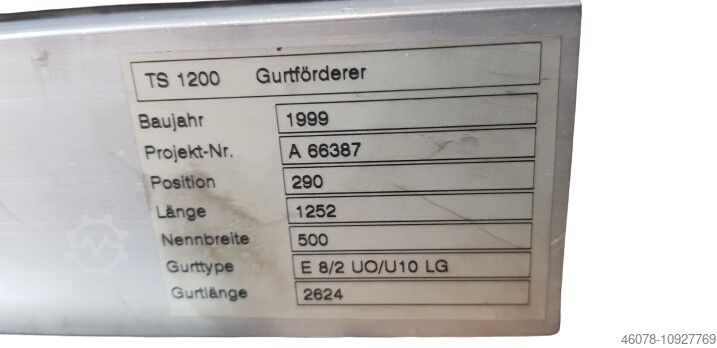 TS 1200 Gurtförderer
Baujahr 1999
Projekt-Nr. A 66387
Position 290
Länge 1252
Nennbreite 500
Gurttype E 8/2 UO/U10 LG
Gurtlänge 2624
46078-10927769